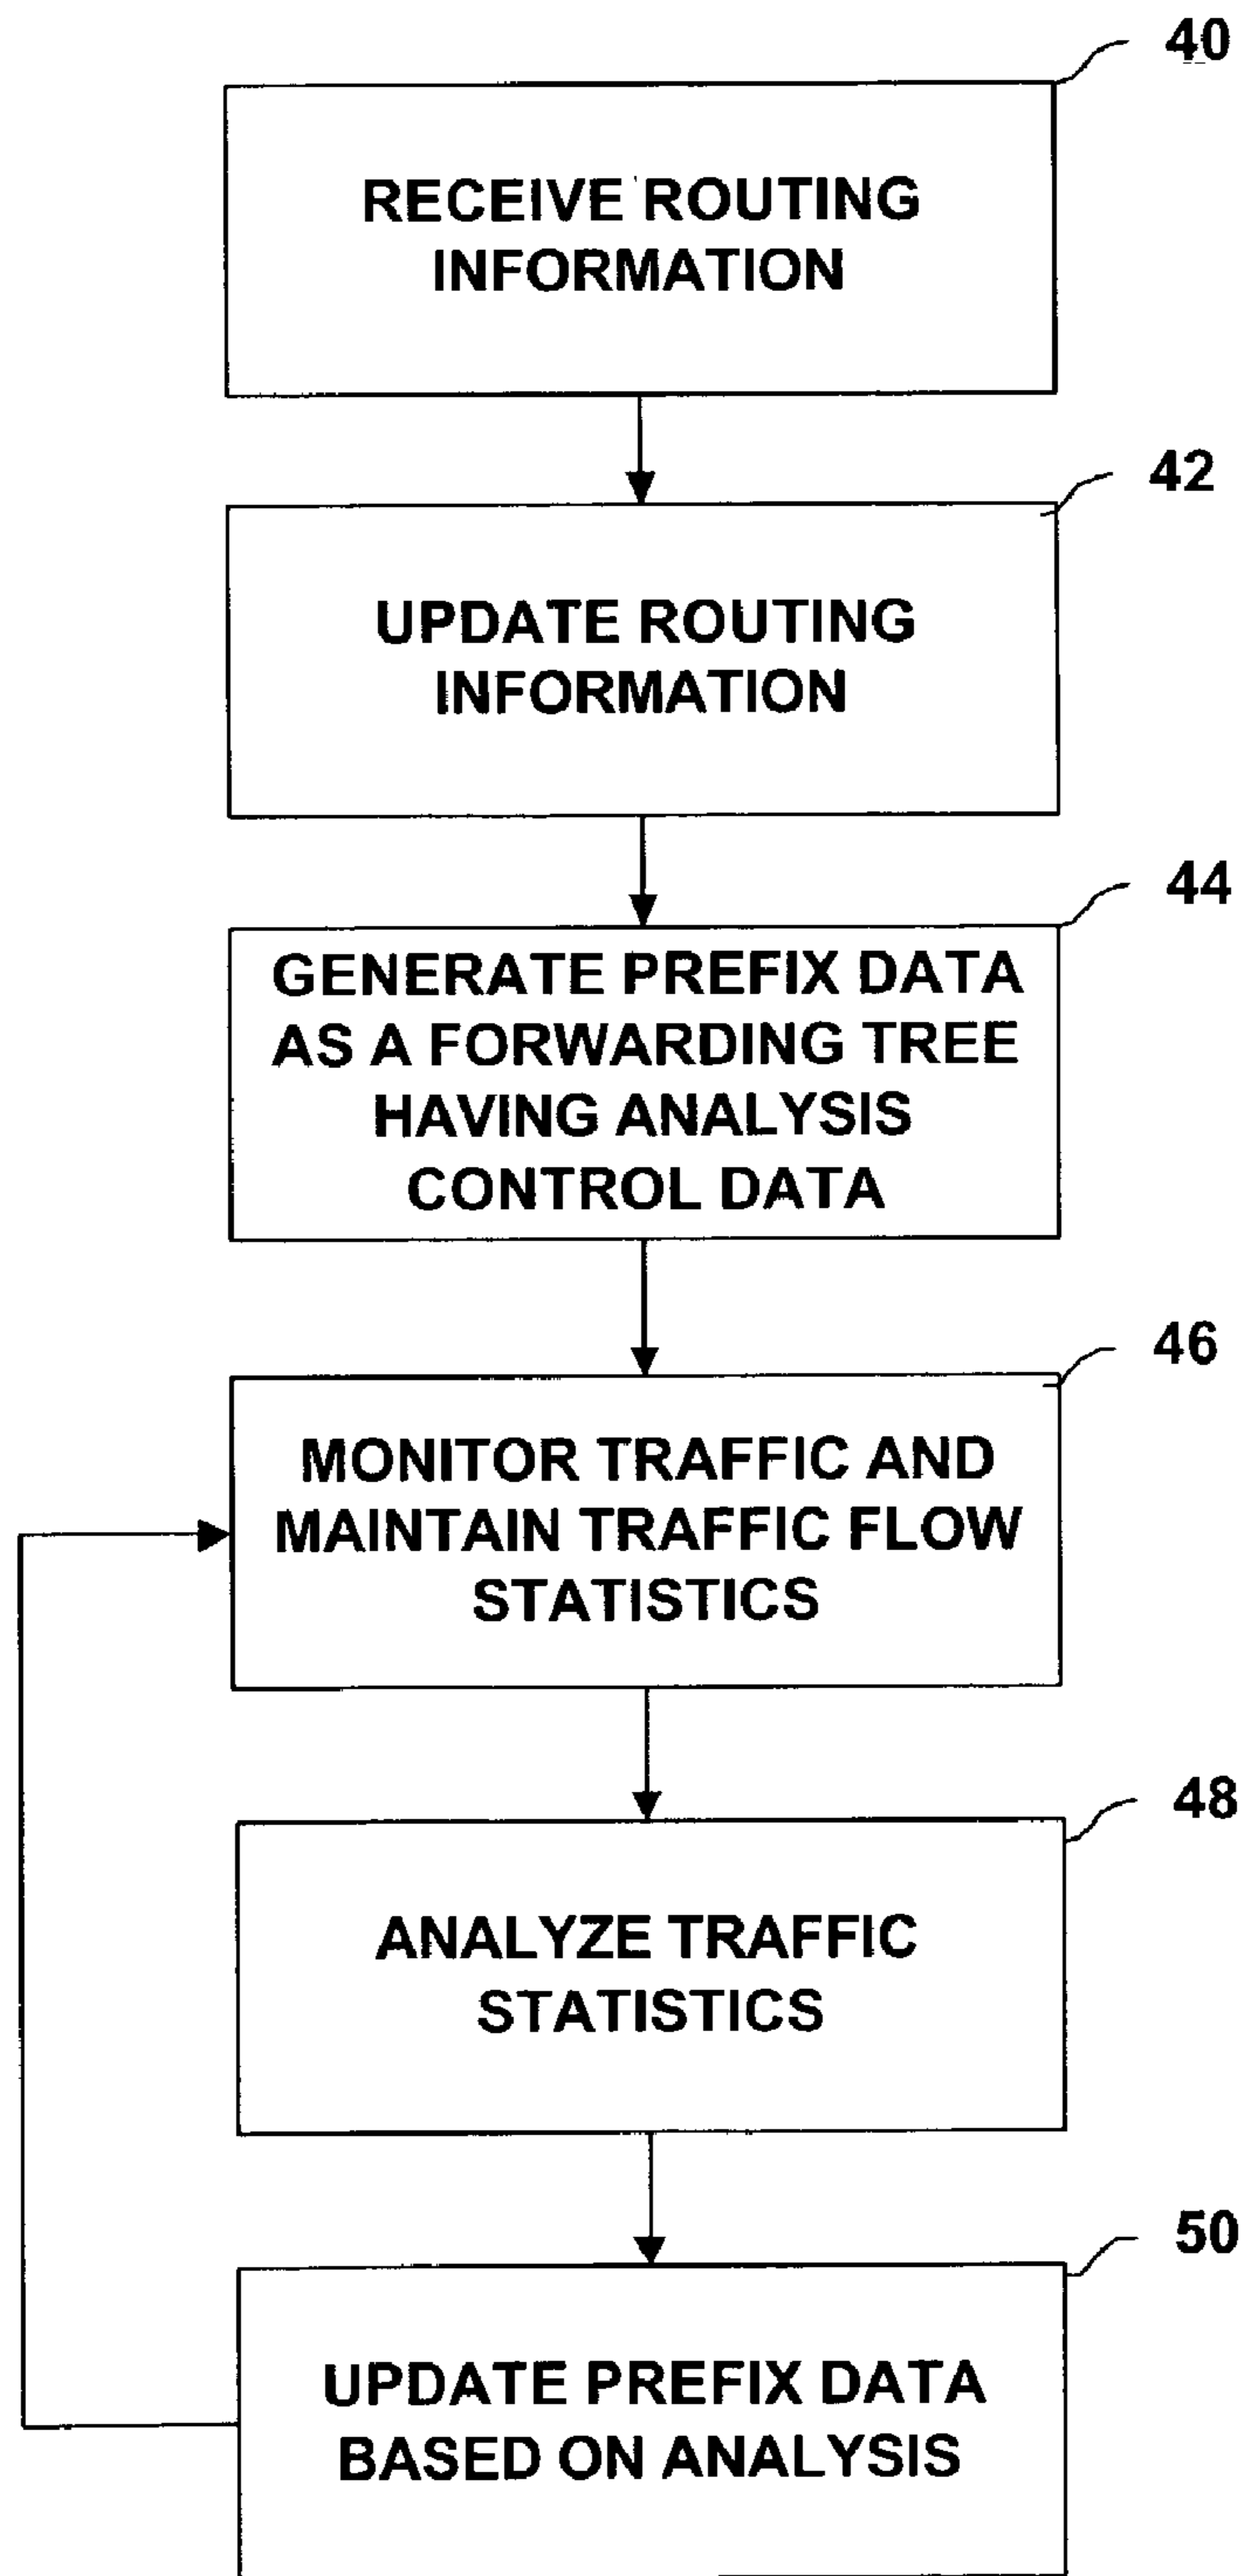 40
RECEIVE ROUTING
INFORMATION
42
UPDATE ROUTING
INFORMATION
44
GENERATE PREFIX DATA
AS A FORWARDING TREE
HAVING ANALYSIS
CONTROL DATA
46
MONITOR TRAFFIC AND
MAINTAIN TRAFFIC FLOW
STATISTICS
48
ANALYZE TRAFFIC
STATISTICS
50
UPDATE PREFIX DATA
BASED ON ANALYSIS